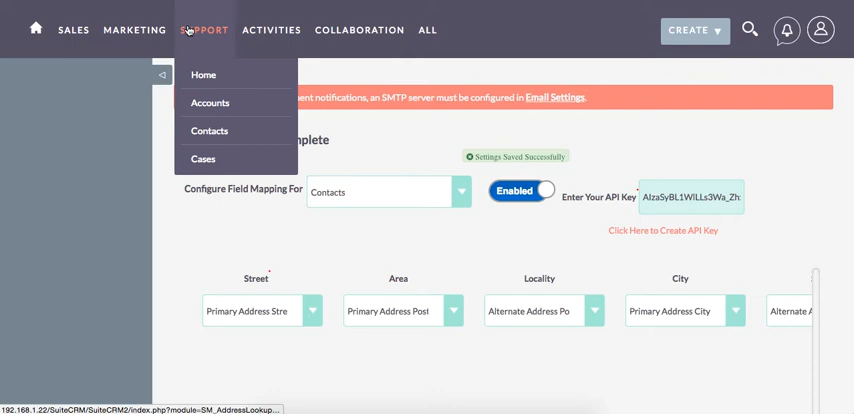 SALES MARKETING SUPPORT ACTIVITIES COLLABORATION ALL CREATE
Home
Accounts
Contacts
Cases
ent notifications, an SMTP server must be configured in Email Settings.
mplete
Settings Saved Successfully
Configure Field Mapping For Contacts Enabled Enter Your API Key * AIzaSyBL1WlLLs3Wa_Zh
Click Here to Create API Key
Street * Area Locality City
Primary Address Stre Primary Address Post Alternate Address Po Primary Address City Alternate A
192.168.1.22/SuiteCRM/SuiteCRM2/index.php?module=SM_AddressLookup...